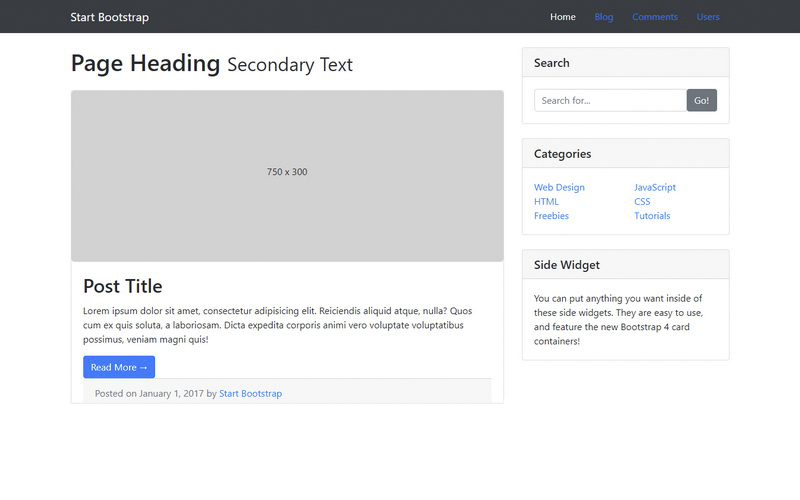 Start Bootstrap
Home Blog Comments Users
Page Heading Secondary Text
750 x 300
Post Title
Lorem ipsum dolor sit amet, consectetur adipisicing elit. Reiciendis aliquid atque, nulla? Quos
cum ex quis soluta, a laboriosam. Dicta expedita corporis animi vero voluptate voluptatibus
possimus, veniam magni quis!
Read More →
Posted on January 1, 2017 by Start Bootstrap
Search
Search for... Go!
Categories
Web Design JavaScript
HTML CSS
Freebies Tutorials
Side Widget
You can put anything you want inside of
these side widgets. They are easy to use,
and feature the new Bootstrap 4 card
containers!